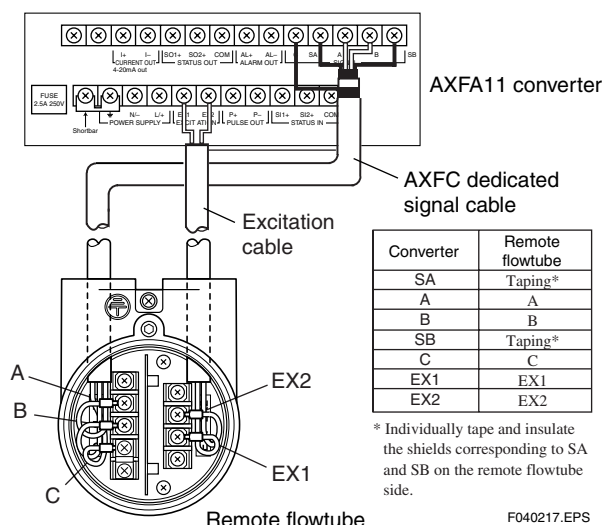 I+ I– SO1+ SO2+ COM AL+ AL– SA A B SB
CURRENT OUT STATUS OUT ALARM OUT
4-20mA out
FUSE
2.5A 250V
N/– L/+ EX1 EX2 P+ P– SI1+ SI2+ COM
POWER SUPPLY EXCITATION PULSE OUT STATUS IN
Shortbar
AXFA11 converter
AXFC dedicated
signal cable
Excitation
cable
Converter Remote flowtube
SA Taping*
A A
B B
SB Taping*
C C
EX1 EX1
EX2 EX2
* Individually tape and insulate
the shields corresponding to SA
and SB on the remote flowtube
side.
A
B
C
EX2
EX1
Remote flowtube
F040217.EPS